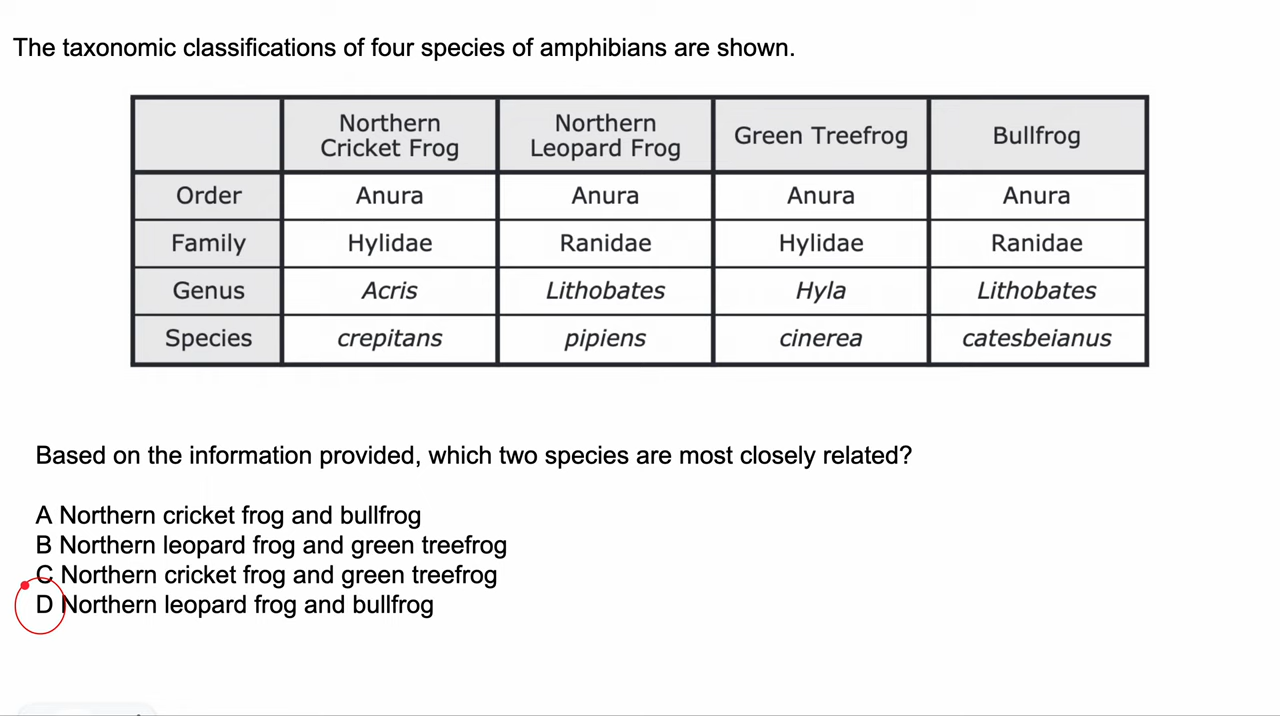 The taxonomic classifications of four species of amphibians are shown.
Northern Cricket Frog Northern Leopard Frog Green Treefrog Bullfrog
Order Anura Anura Anura Anura
Family Hylidae Ranidae Hylidae Ranidae
Genus Acris Lithobates Hyla Lithobates
Species crepitans pipiens cinerea catesbeianus
Based on the information provided, which two species are most closely related?
A Northern cricket frog and bullfrog
B Northern leopard frog and green treefrog
C Northern cricket frog and green treefrog
D Northern leopard frog and bullfrog